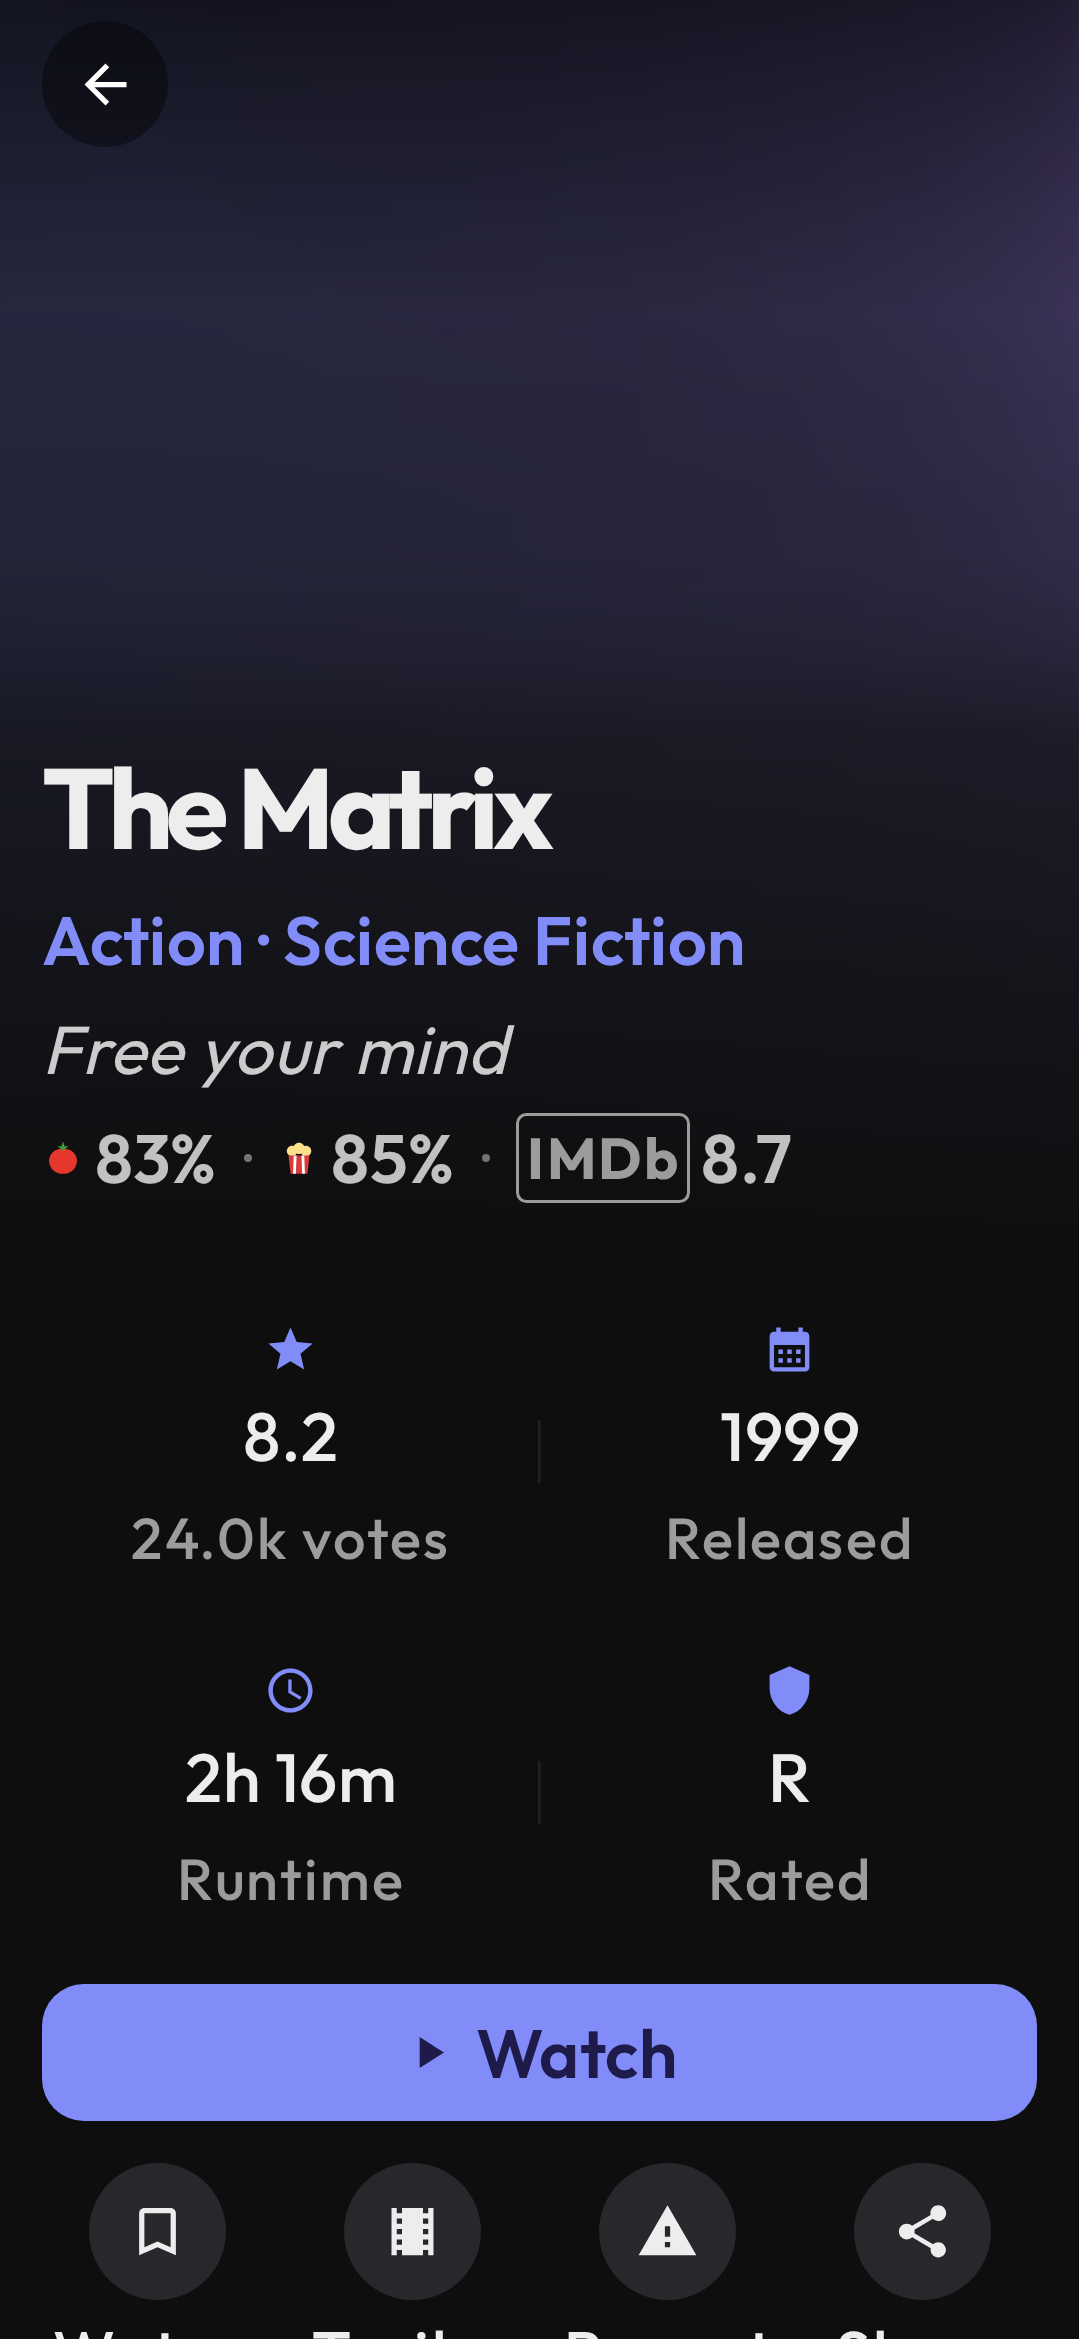 The Matrix
Action · Science Fiction
Free your mind
83% · 85% · IMDb 8.7
8.2
1999
24.0k votes
Released
2h 16m
R
Runtime
Rated
Watch